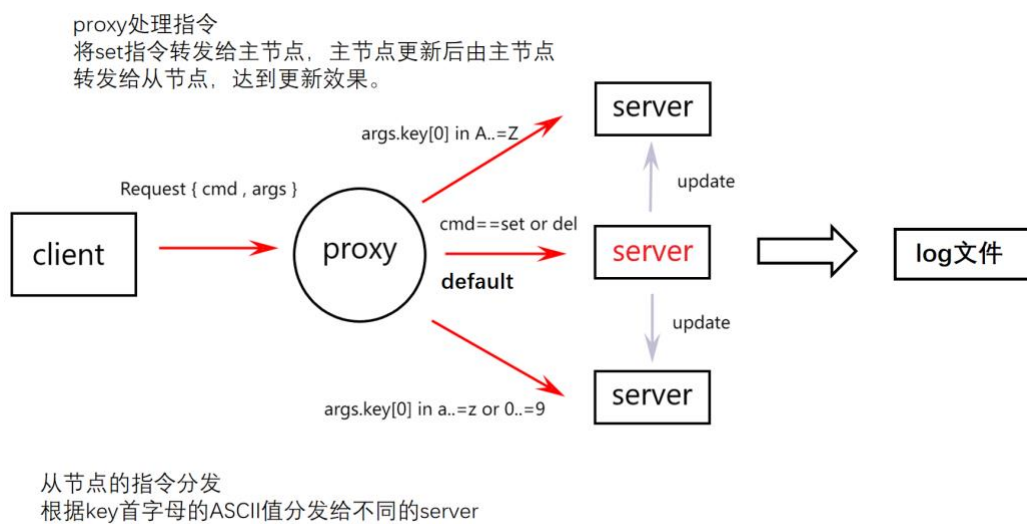 proxy处理指令
将set指令转发给主节点，主节点更新后由主节点
转发给从节点，达到更新效果。
server
args.key[0] in A..=Z
update
Request { cmd , args }
cmd==set or del
client
proxy
server
log文件
default
update
server
args.key[0] in a..=z or 0..=9
从节点的指令分发
根据key首字母的ASCII值分发给不同的server